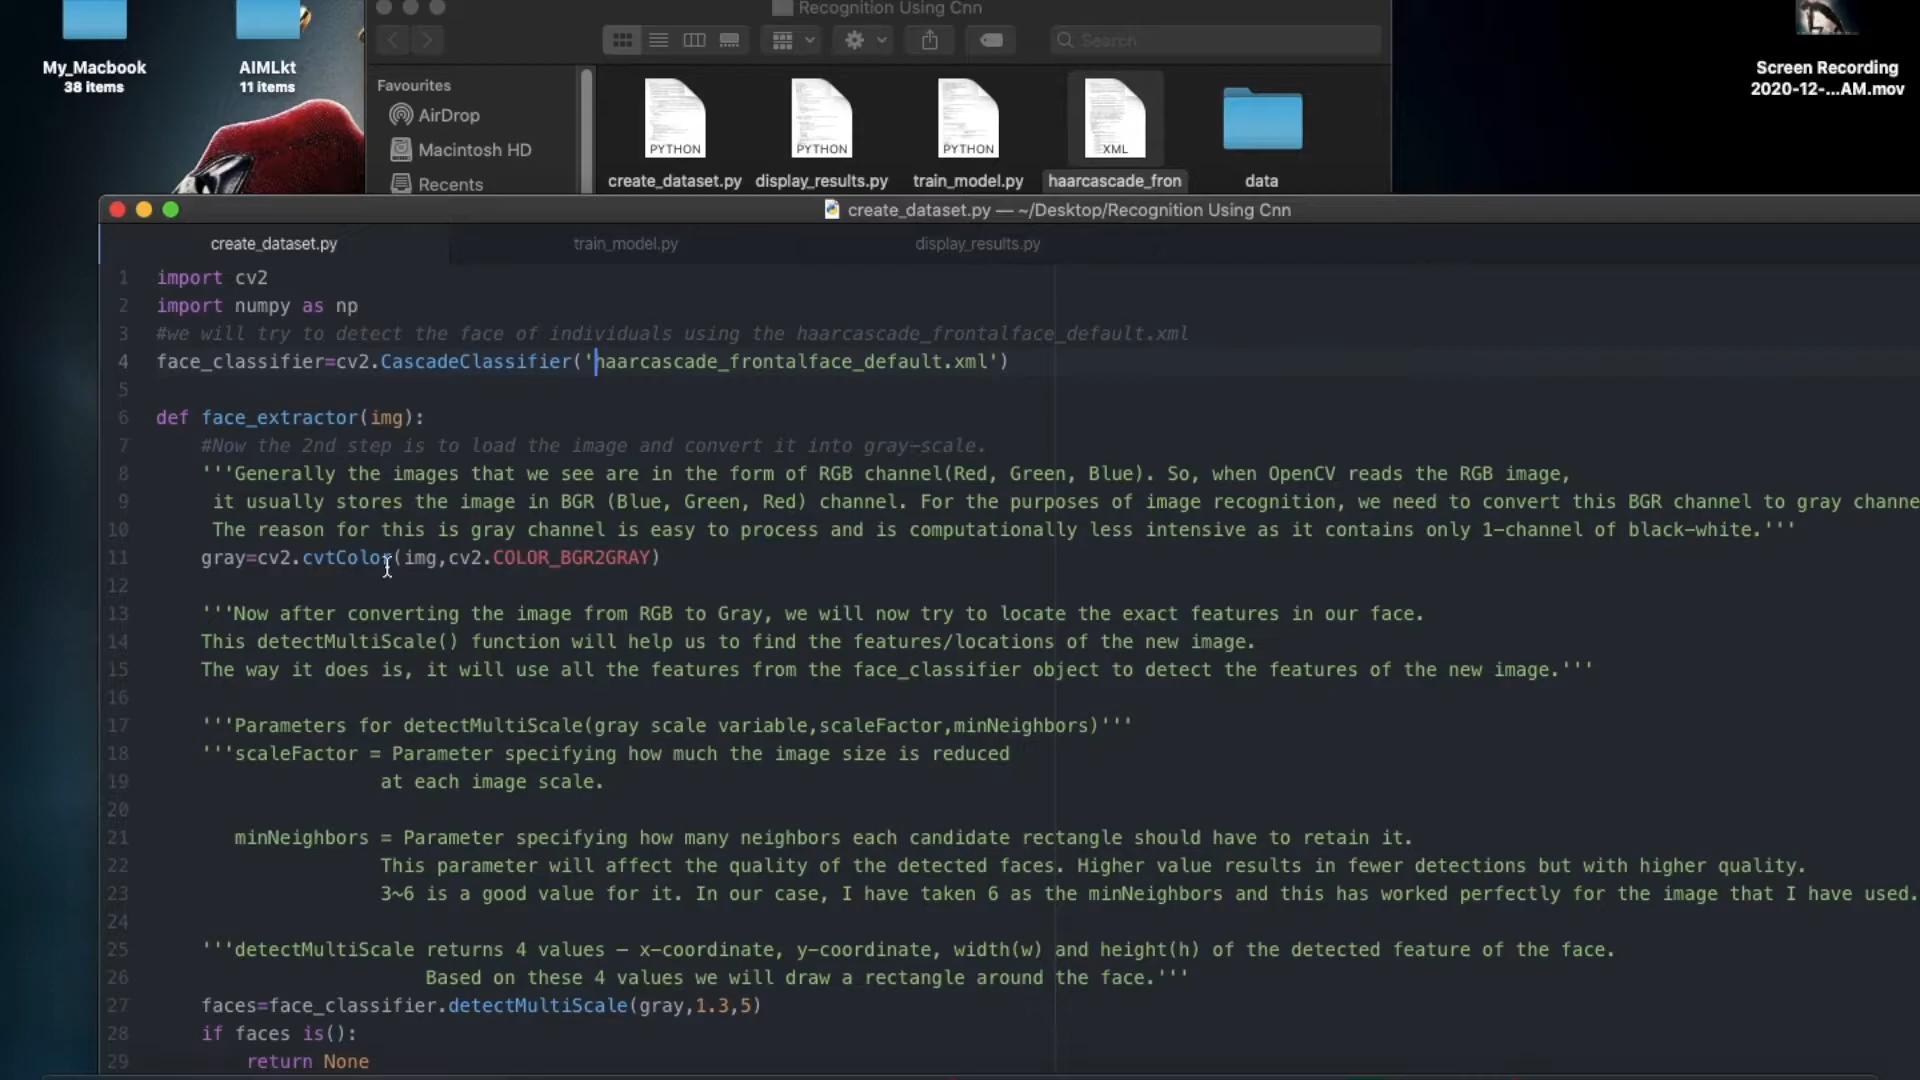 Recognition Using Cnn
Search
My_Macbook
38 items
AIMLkt
11 items
Screen Recording
2020-12-...AM.mov
Favourites
AirDrop
Macintosh HD
Recents
PYTHON
PYTHON
PYTHON
XML
create_dataset.py
display_results.py
train_model.py
haarcascade_fron
data
create_dataset.py — ~/Desktop/Recognition Using Cnn
create_dataset.py
train_model.py
display_results.py
1 import cv2
2 import numpy as np
3 #we will try to detect the face of individuals using the haarcascade_frontalface_default.xml
4 face_classifier=cv2.CascadeClassifier('haarcascade_frontalface_default.xml')
5
6 def face_extractor(img):
7 #Now the 2nd step is to load the image and convert it into gray-scale.
8 '''Generally the images that we see are in the form of RGB channel(Red, Green, Blue). So, when OpenCV reads the RGB image,
9 it usually stores the image in BGR (Blue, Green, Red) channel. For the purposes of image recognition, we need to convert this BGR channel to gray channe
10 The reason for this is gray channel is easy to process and is computationally less intensive as it contains only 1-channel of black-white.'''
11 gray=cv2.cvtColor(img,cv2.COLOR_BGR2GRAY)
12
13 '''Now after converting the image from RGB to Gray, we will now try to locate the exact features in our face.
14 This detectMultiScale() function will help us to find the features/locations of the new image.
15 The way it does is, it will use all the features from the face_classifier object to detect the features of the new image.'''
16
17 '''Parameters for detectMultiScale(gray scale variable,scaleFactor,minNeighbors)'''
18 '''scaleFactor = Parameter specifying how much the image size is reduced
19 at each image scale.
20
21 minNeighbors = Parameter specifying how many neighbors each candidate rectangle should have to retain it.
22 This parameter will affect the quality of the detected faces. Higher value results in fewer detections but with higher quality.
23 3~6 is a good value for it. In our case, I have taken 6 as the minNeighbors and this has worked perfectly for the image that I have used.
24
25 '''detectMultiScale returns 4 values – x-coordinate, y-coordinate, width(w) and height(h) of the detected feature of the face.
26 Based on these 4 values we will draw a rectangle around the face.'''
27 faces=face_classifier.detectMultiScale(gray,1.3,5)
28 if faces is():
29 return None